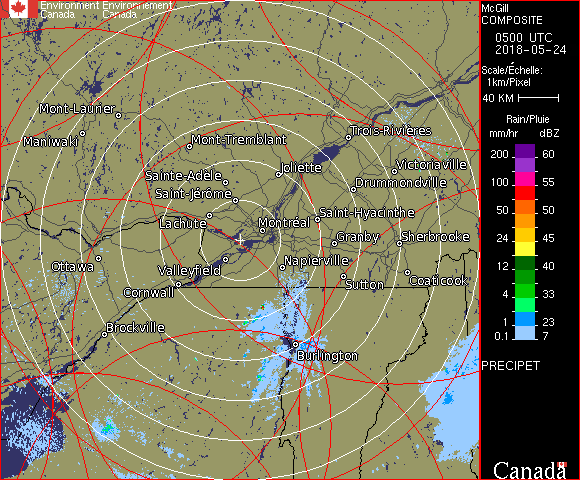 Environment Environnement
Canada Canada
McGill
COMPOSITE
0500 UTC
2018-05-24
Scale/Échelle:
1km/Pixel
40 KM
Rain/Pluie
mm/hr dBZ
200 60
55
100 55
50 50
24 45
12 40
4 33
1 23
0.1 7
PRECIPET
Canada
Mont-Laurier
Maniwaki
Mont-Tremblant
Trois-Rivières
Sainte-Adèle
Joliette
Victoriaville
Saint-Jérôme
Drummondville
Lachute
Montréal
Saint-Hyacinthe
Granby
Sherbrooke
Ottawa
Valleyfield
Napierville
Cornwall
Sutton
Coaticook
Brockville
Burlington